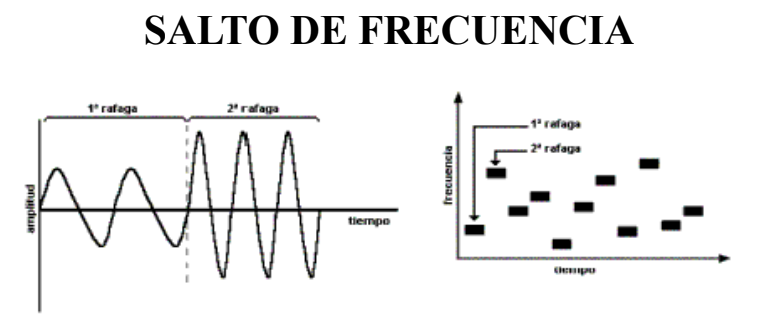 SALTO DE FRECUENCIA
1ª rafaga
2ª rafaga
amplitud
tiempo
1ª rafaga
2ª rafaga
frecuencia
tiempo